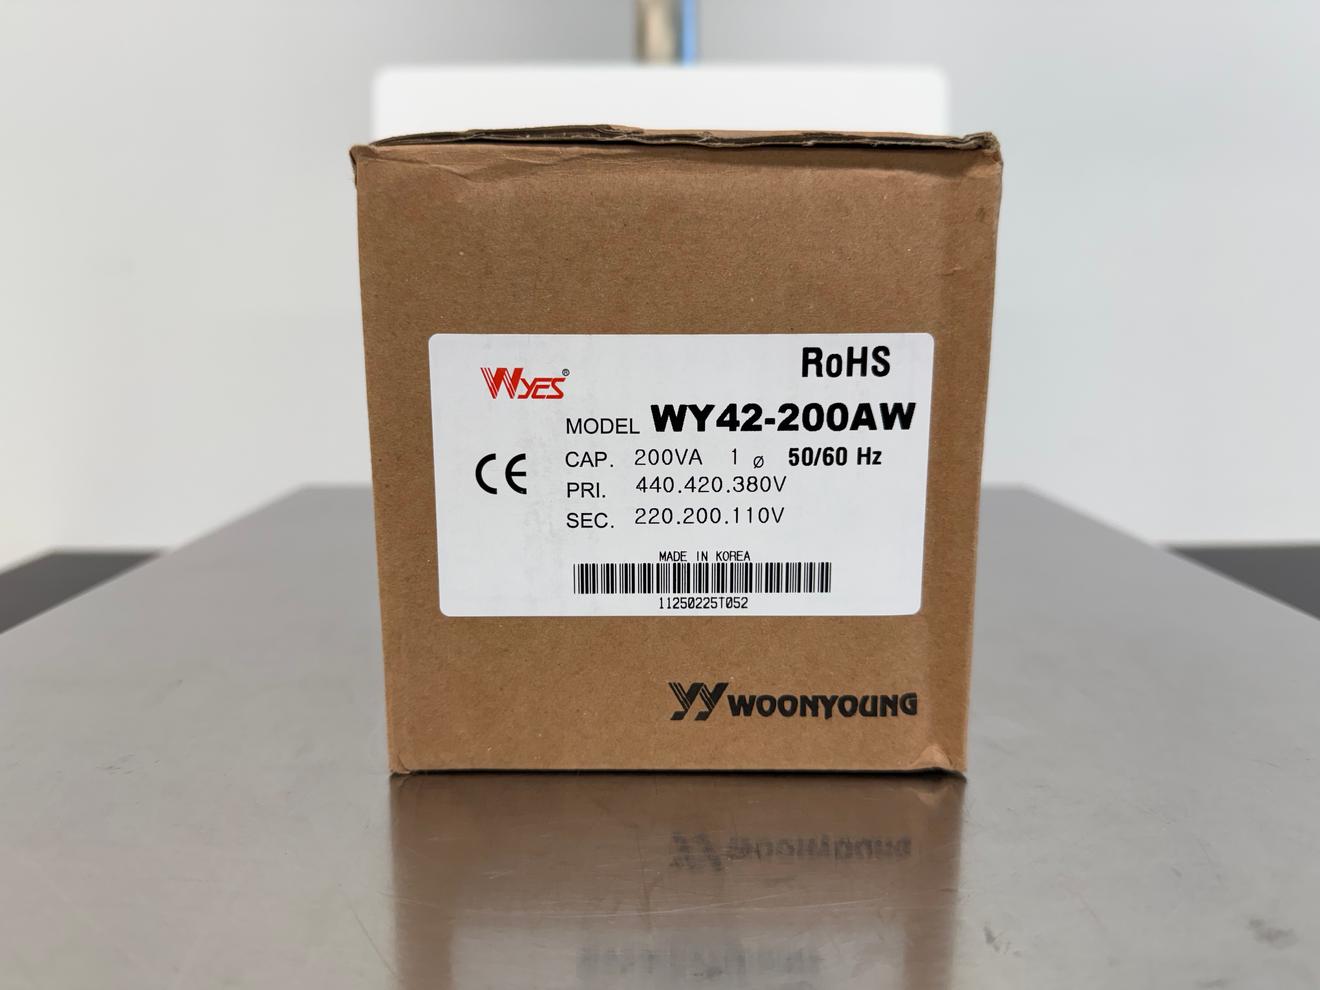 RoHS
Wyes®
MODEL WY42-200AW
CE
CAP. 200VA 1 ø 50/60 Hz
PRI. 440.420.380V
SEC. 220.200.110V
MADE IN KOREA
11250225T052
WOONYOUNG